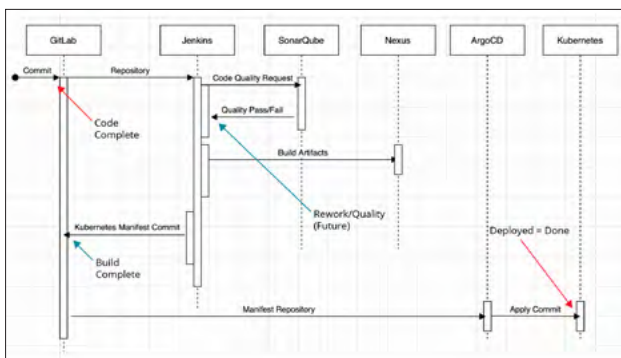 GitLab
Jenkins
SonarQube
Nexus
ArgoCD
Kubernetes
Commit
Repository
Code Quality Request
Code
Complete
Quality Pass/Fail
Build Artifacts
Rework/Quality
(Future)
Kubernetes Manifest Commit
Deployed = Done
Build
Complete
Manifest Repository
Apply Commit